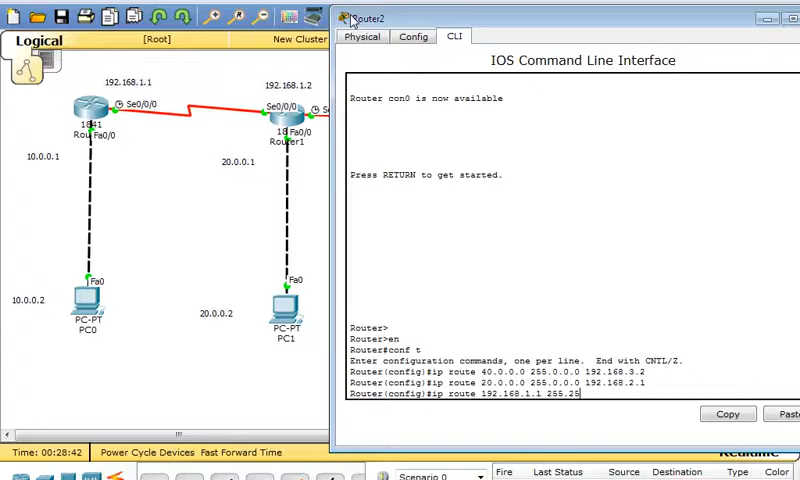 Logical
[Root]
New Cluster
192.168.1.1
192.168.1.2
Se0/0/0
Se0/0/0
1841
Fa0/0
Fa0/0
Router1
10.0.0.1
20.0.0.1
Fa0
Fa0
10.0.0.2
20.0.0.2
PC-PT
PC0
PC-PT
PC1
Time: 00:28:42
Power Cycle Devices Fast Forward Time
Realtime
Scenario 0
Fire Last Status Source Destination Type Color
Router2
Physical
Config
CLI
IOS Command Line Interface
Router con0 is now available
Press RETURN to get started.
Router>
Router>en
Router#conf t
Enter configuration commands, one per line. End with CNTL/Z.
Router(config)#ip route 40.0.0.0 255.0.0.0 192.168.3.2
Router(config)#ip route 20.0.0.0 255.0.0.0 192.168.2.1
Router(config)#ip route 192.168.1.1 255.25
Copy
Paste